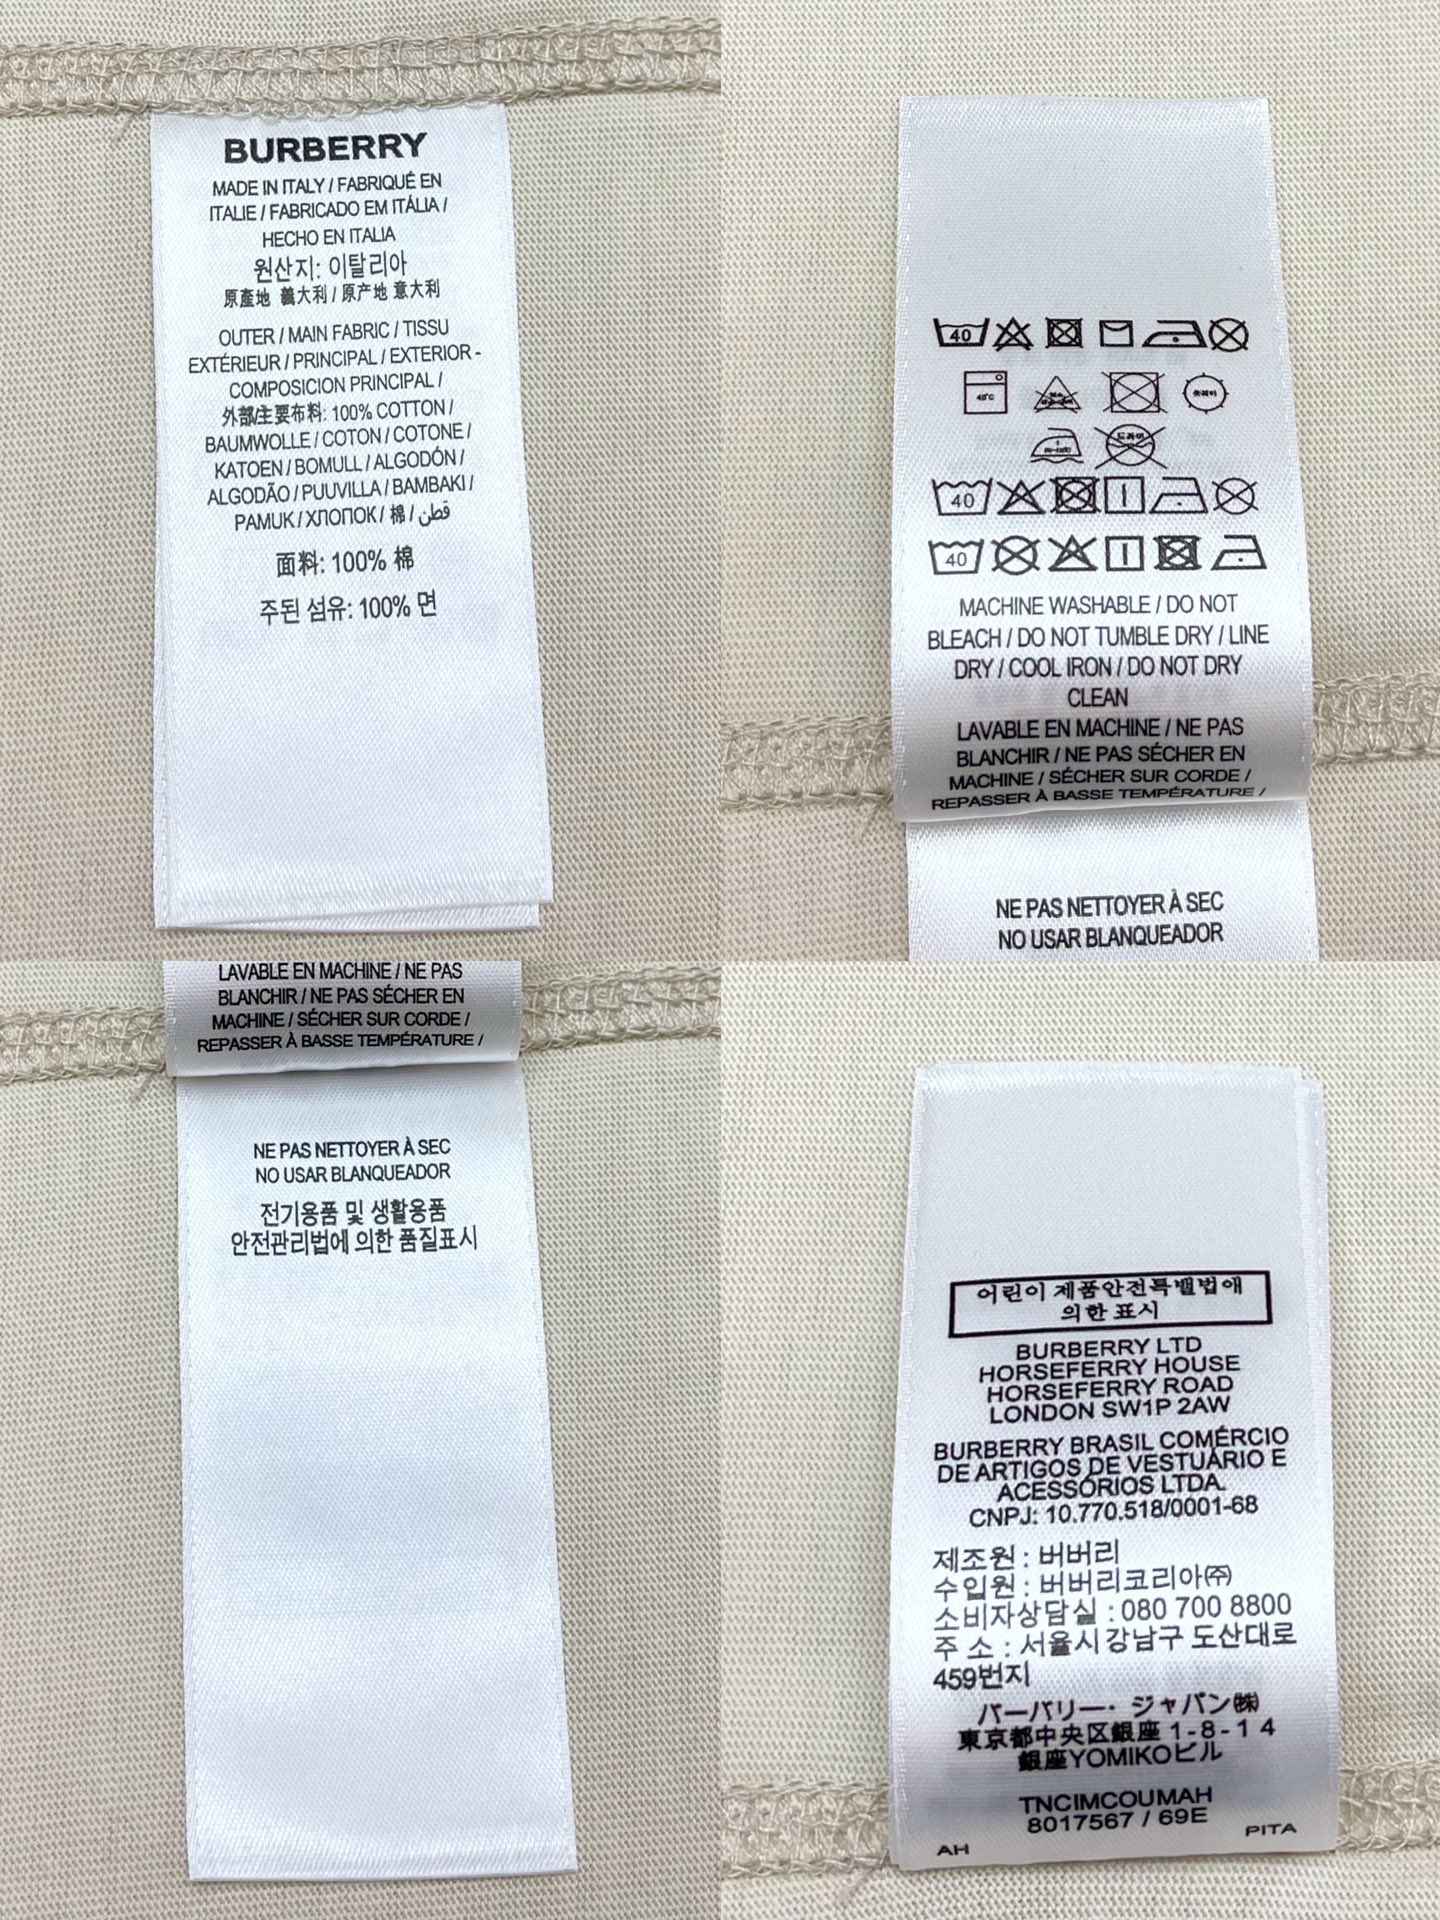 BURBERRY
MADE IN ITALY / FABRIQUÉ EN
ITALIE / FABRICADO EM ITÁLIA /
HECHO EN ITALIA
원산지: 이탈리아
原產地 義大利 / 原产地 意大利
OUTER / MAIN FABRIC / TISSU
EXTÉRIEUR / PRINCIPAL / EXTERIOR -
COMPOSICION PRINCIPAL /
外部/主要布料: 100% COTTON /
BAUMWOLLE / COTON / COTONE /
KATOEN / BOMULL / ALGODÓN /
ALGODÃO / PUUVILLA / BAMBAKI /
PAMUK / ХЛОПОК / 棉 / قطن
面料: 100% 棉
주된 섬유: 100% 면
40
40°C
40
40
MACHINE WASHABLE / DO NOT
BLEACH / DO NOT TUMBLE DRY / LINE
DRY / COOL IRON / DO NOT DRY
CLEAN
LAVABLE EN MACHINE / NE PAS
BLANCHIR / NE PAS SÉCHER EN
MACHINE / SÉCHER SUR CORDE /
REPASSER À BASSE TEMPÉRATURE /
NE PAS NETTOYER À SEC
NO USAR BLANQUEADOR
LAVABLE EN MACHINE / NE PAS
BLANCHIR / NE PAS SÉCHER EN
MACHINE / SÉCHER SUR CORDE /
REPASSER À BASSE TEMPÉRATURE /
NE PAS NETTOYER À SEC
NO USAR BLANQUEADOR
전기용품 및 생활용품
안전관리법에 의한 품질표시
어린이 제품안전특별법애
의한 표시
BURBERRY LTD
HORSEFERRY HOUSE
HORSEFERRY ROAD
LONDON SW1P 2AW
BURBERRY BRASIL COMÉRCIO
DE ARTIGOS DE VESTUÁRIO E
ACESSÓRIOS LTDA.
CNPJ: 10.770.518/0001-68
제조원 : 버버리
수입원 : 버버리코리아㈜
소비자상담실 : 080 700 8800
주 소 : 서울시강남구 도산대로
459번지
バーバリー・ジャパン㈱
東京都中央区銀座 1 - 8 - 1 4
銀座YOMIKOビル
TNCIMCOUMAH
8017567 / 69E
AH PITA